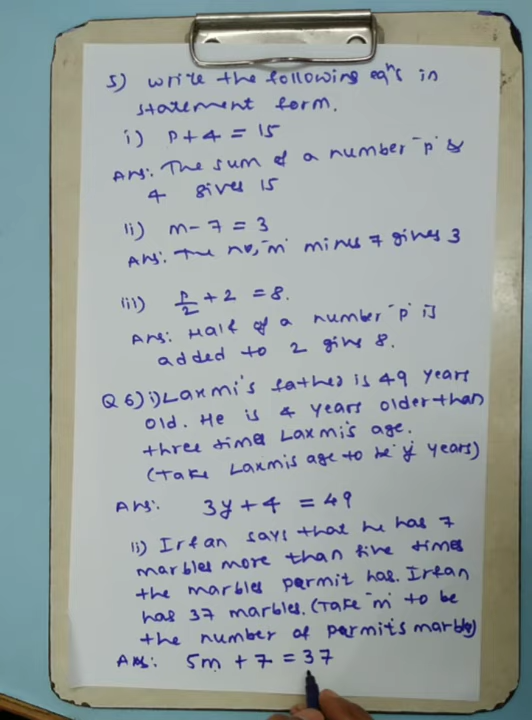 5) write the following eqⁿs in
statement form.
i) P+4 = 15
Ans: The sum of a number 'p' &
4 gives 15
ii) m - 7 = 3
Ans: The no, 'm' minus 7 gives 3
iii) P/2 + 2 = 8.
Ans: Half of a number 'p' is
added to 2 give 8.
Q 6) i) Laxmi's father is 49 years
old. He is 4 years older than
three times Laxmi's age.
(Take Laxmis age to be 'y' years)
Ans: 3y + 4 = 49
ii) Irfan says that he has 7
marbles more than five times
the marbles permit has. Irfan
has 37 marbles. (Take 'm' to be
the number of permit's marbles)
Ans: 5m + 7 = 37